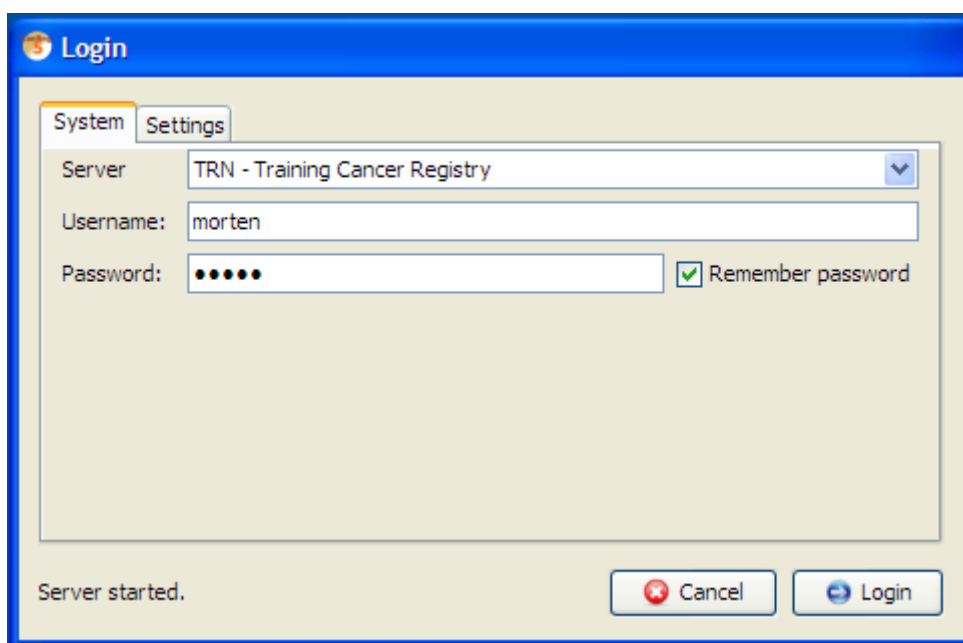 Login
System Settings
Server TRN - Training Cancer Registry
Username: morten
Password: ●●●●● Remember password
Server started. Cancel Login